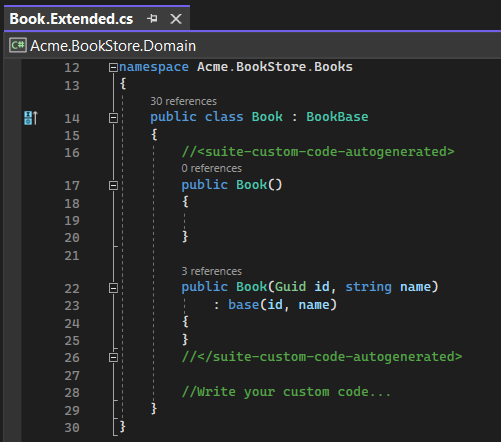 Book.Extended.cs
C# Acme.BookStore.Domain
12 namespace Acme.BookStore.Books
13 {
30 references
14 public class Book : BookBase
15 {
16 //<suite-custom-code-autogenerated>
0 references
17 public Book()
18 {
19
20 }
21
3 references
22 public Book(Guid id, string name)
23 : base(id, name)
24 {
25 }
26 //</suite-custom-code-autogenerated>
27
28 //Write your custom code...
29 }
30 }